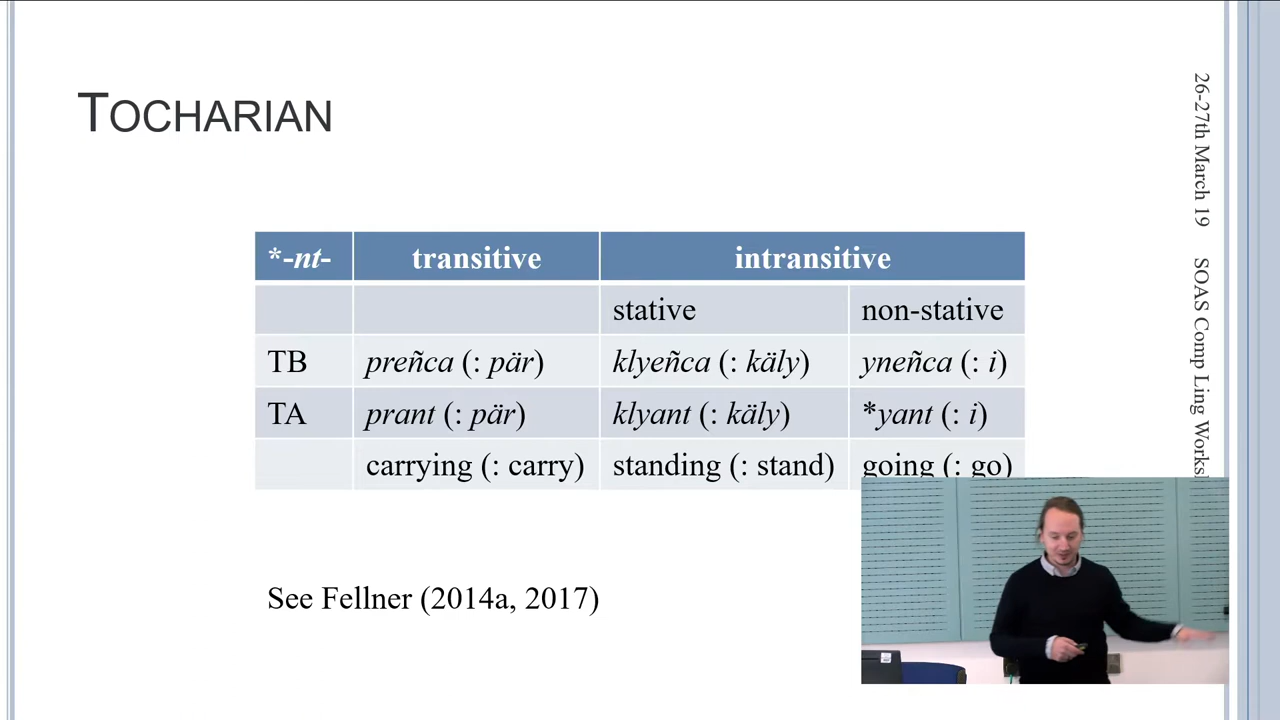 TOCHARIAN
*-nt- transitive intransitive
stative non-stative
TB preñca (: pär) klyeñca (: käly) yneñca (: i)
TA prant (: pär) klyant (: käly) *yant (: i)
carrying (: carry) standing (: stand) going (: go)
See Fellner (2014a, 2017)
26-27th March 19 SOAS Comp Ling